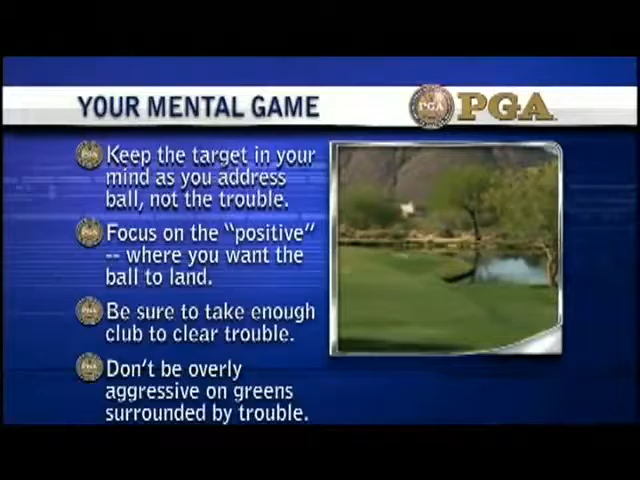 YOUR MENTAL GAME
PGA
PGA
Keep the target in your
mind as you address
ball, not the trouble.
Focus on the “positive”
-- where you want the
ball to land.
Be sure to take enough
club to clear trouble.
Don't be overly
aggressive on greens
surrounded by trouble.